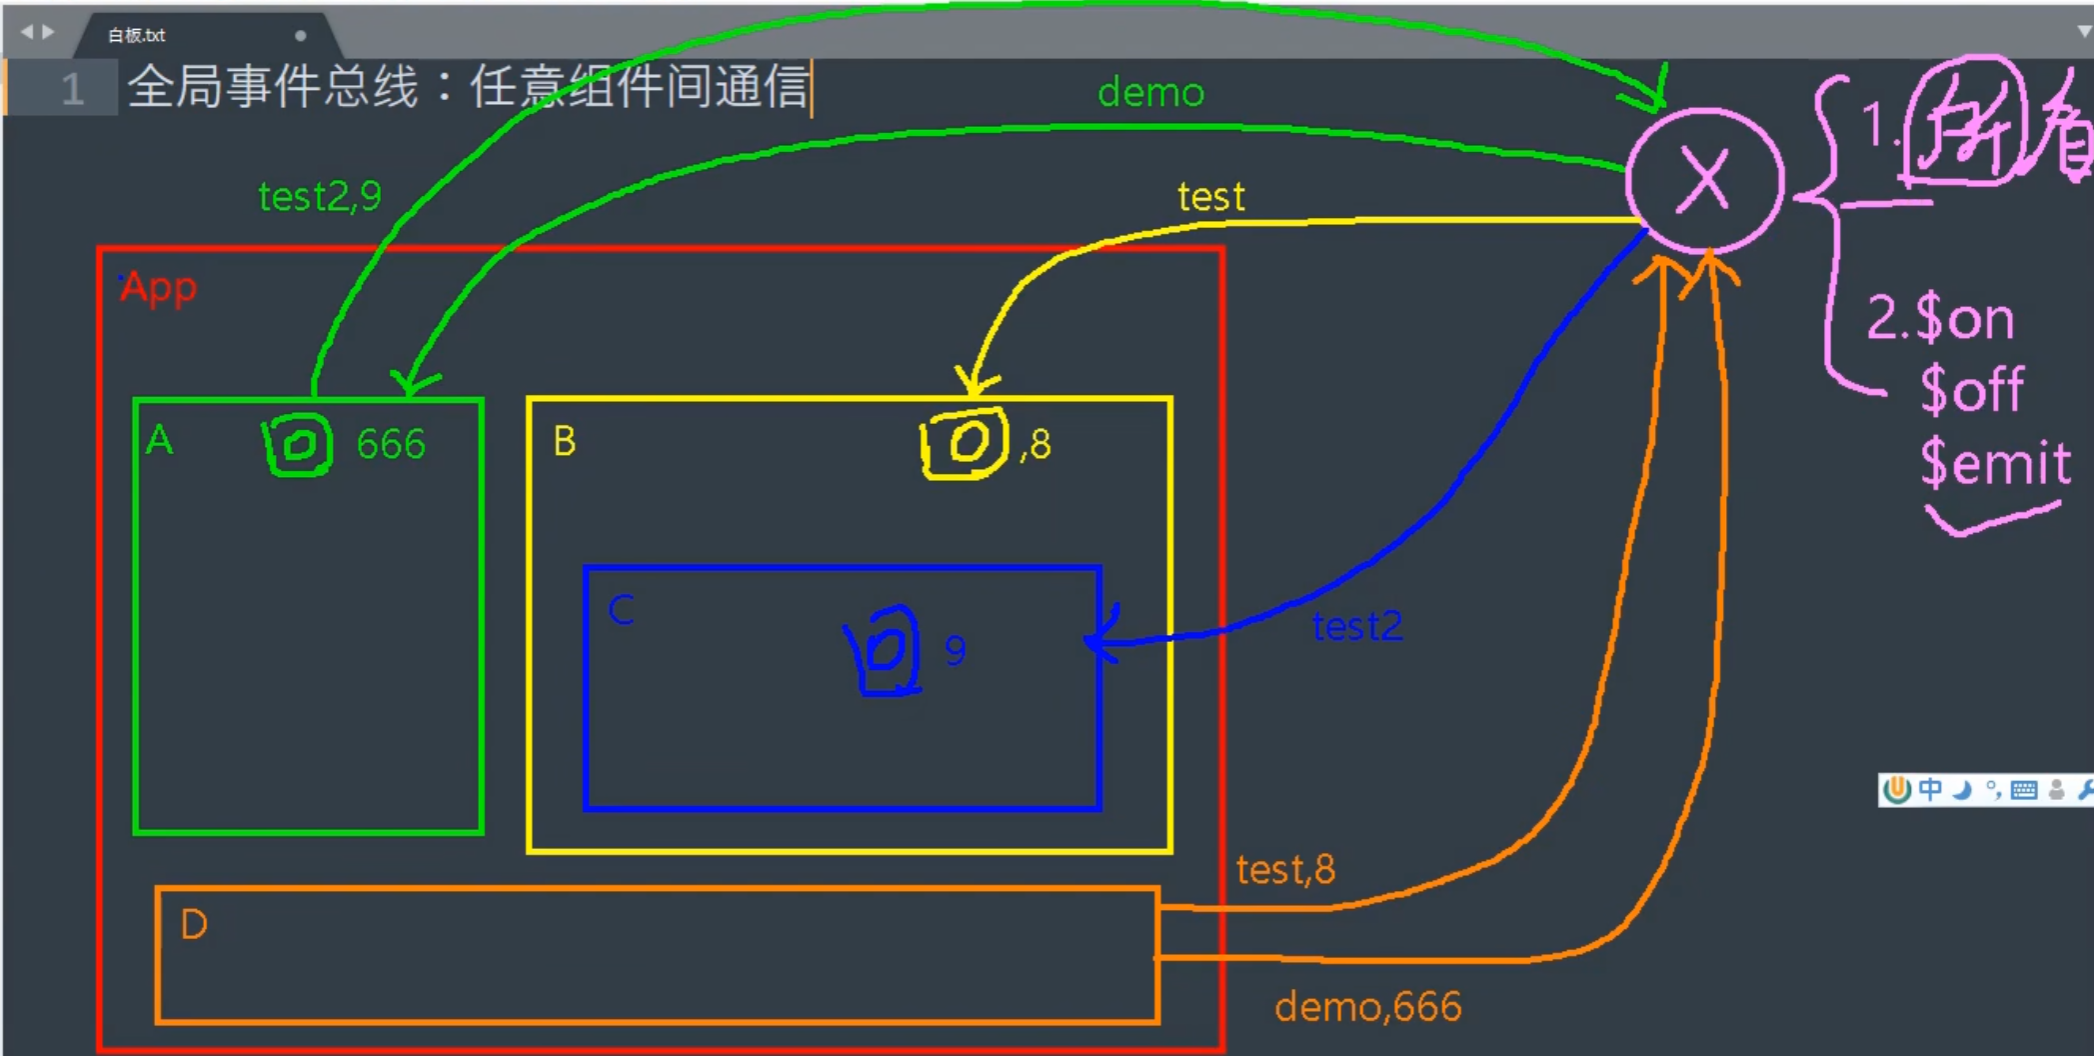 白板.txt
1 全局事件总线：任意组件间通信
demo
1.所有
test2,9
test
App
2.$on
$off
$emit
A 666
B ,8
C 9
test2
中
test,8
D
demo,666
X